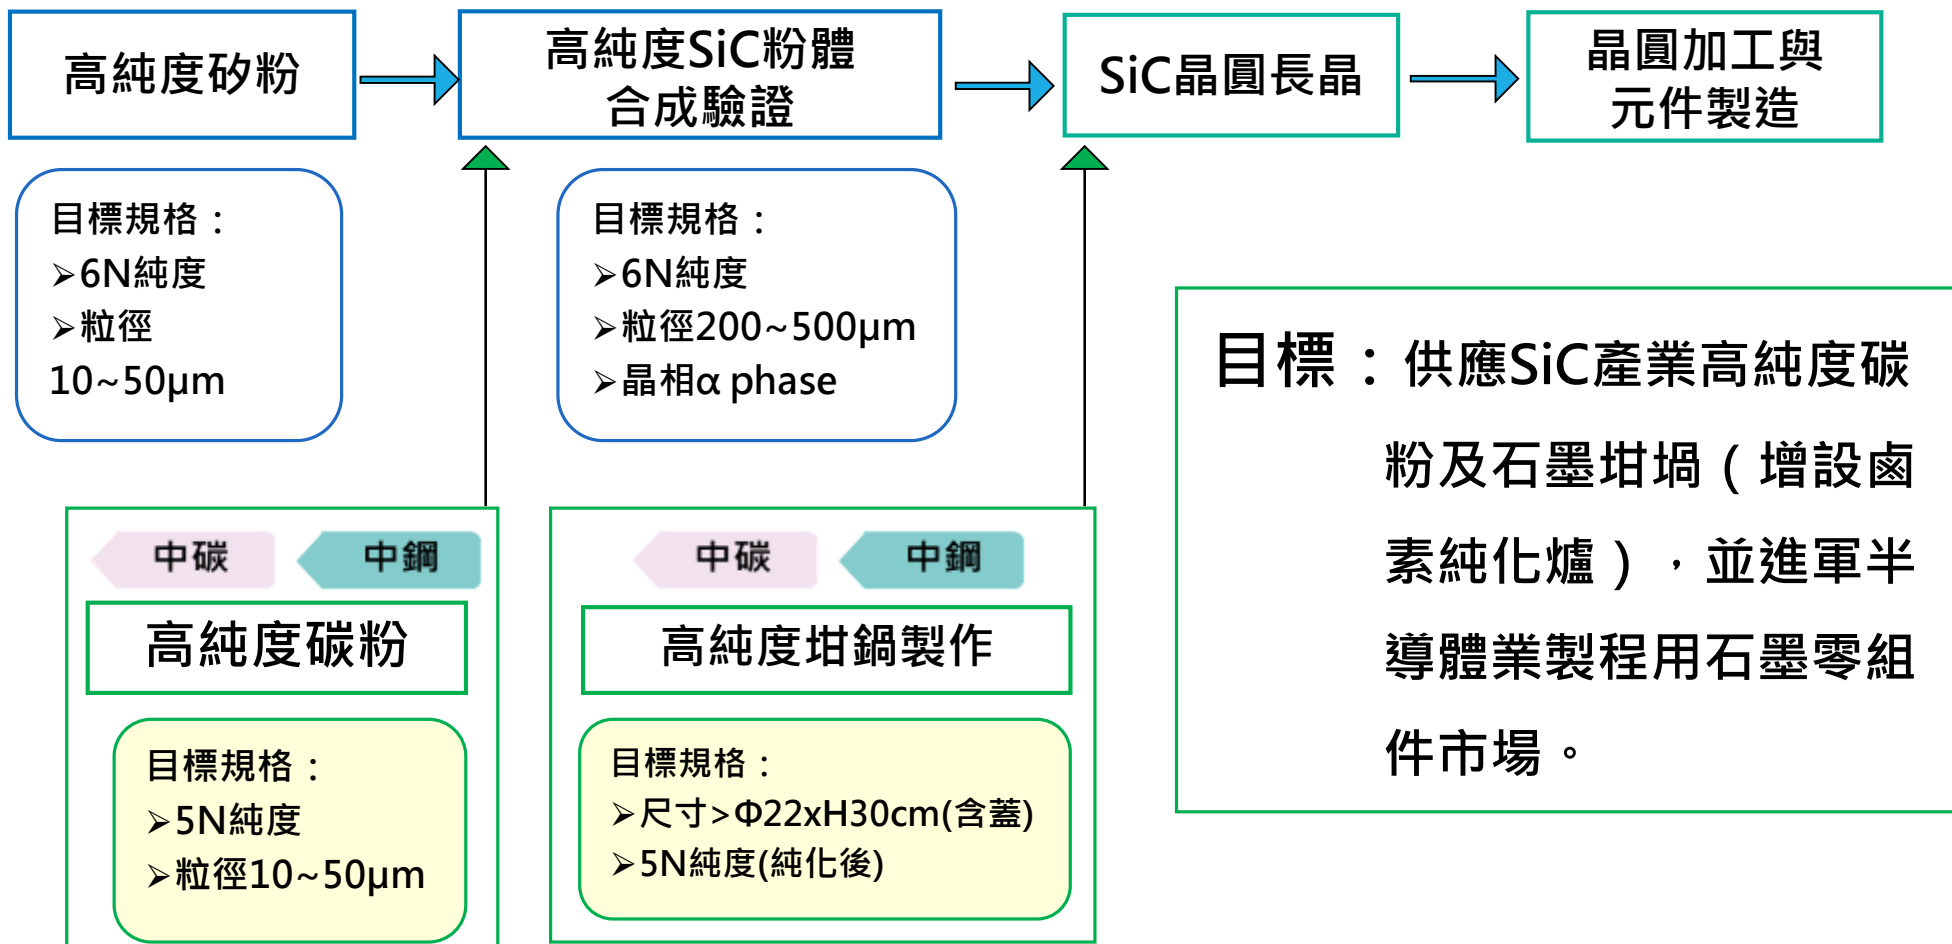 高純度矽粉
高純度SiC粉體
合成驗證
SiC晶圓長晶
晶圓加工與
元件製造
目標規格：
➢6N純度
➢粒徑
10~50μm
目標規格：
➢6N純度
➢粒徑200~500μm
➢晶相α phase
中碳
中鋼
高純度碳粉
目標規格：
➢5N純度
➢粒徑10~50μm
中碳
中鋼
高純度坩鍋製作
目標規格：
➢尺寸>Φ22xH30cm(含蓋)
➢5N純度(純化後)
目標：供應SiC產業高純度碳
粉及石墨坩堝（增設鹵
素純化爐），並進軍半
導體業製程用石墨零組
件市場。